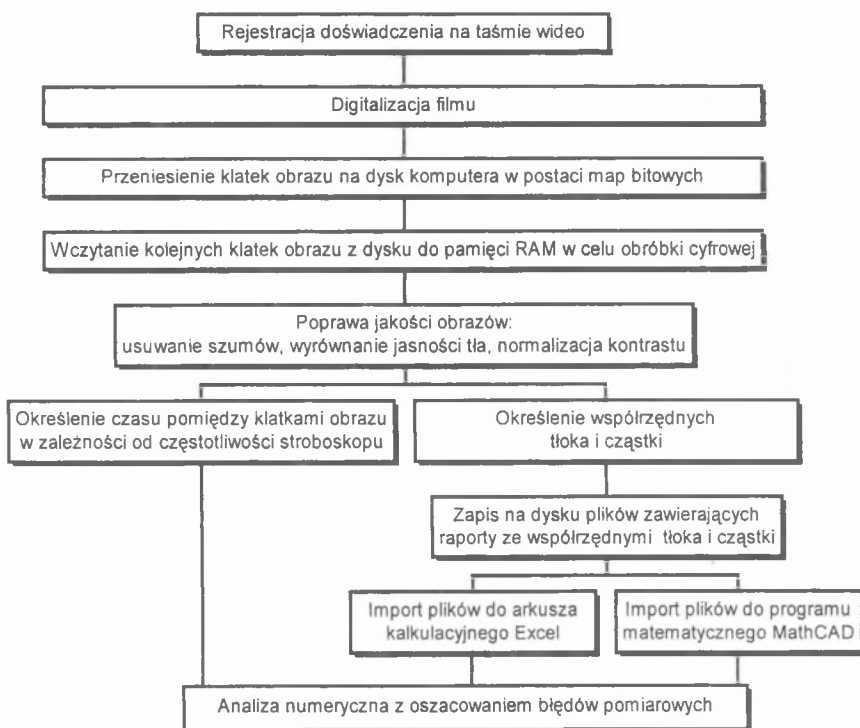 Rejestracja doświadczenia na taśmie wideo
Digitalizacja filmu
Przeniesienie klatek obrazu na dysk komputera w postaci map bitowych
Wczytanie kolejnych klatek obrazu z dysku do pamięci RAM w celu obróbki cyfrowej
Poprawa jakości obrazów:
usuwanie szumów, wyrównanie jasności tła, normalizacja kontrastu
Określenie czasu pomiędzy klatkami obrazu
w zależności od częstotliwości stroboskopu
Określenie współrzędnych
tłoka i cząstki
Zapis na dysku plików zawierających
raporty ze współrzędnymi tłoka i cząstki
Import plików do arkusza
kalkulacyjnego Excel
Import plików do programu
matematycznego MathCAD
Analiza numeryczna z oszacowaniem błędów pomiarowych